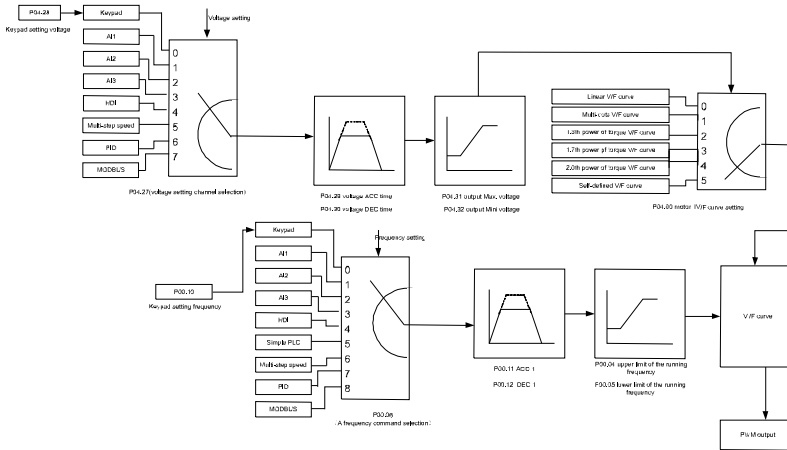 P04.28
Keypad setting voltage
Keypad
AI1
AI2
AI3
HDI
Multi-step speed
PID
MODBUS
Voltage setting
0
1
2
3
4
5
6
7
P04.27(voltage setting channel selection)
P04.29 voltage ACC time
P04.30 voltage DEC time
P04.31 output Max. voltage
P04.32 output Mini voltage
Linear V/F curve
Multi-dots V/F curve
1.3th power of torque V/F curve
1.7th power of torque V/F curve
2.0th power of torque V/F curve
Self-defined V/F curve
0
1
2
3
4
5
P04.00 motor 1V/F curve setting
P00.10
Keypad setting frequency
Keypad
AI1
AI2
AI3
HDI
Simple PLC
Multi-step speed
PID
MODBUS
Frequency setting
0
1
2
3
4
5
6
7
8
P00.06
A frequency command selection
P00.11 ACC 1
P00.12 DEC 1
P00.04 upper limit of the running
frequency
P00.05 lower limit of the running
frequency
V/F curve
PWM output